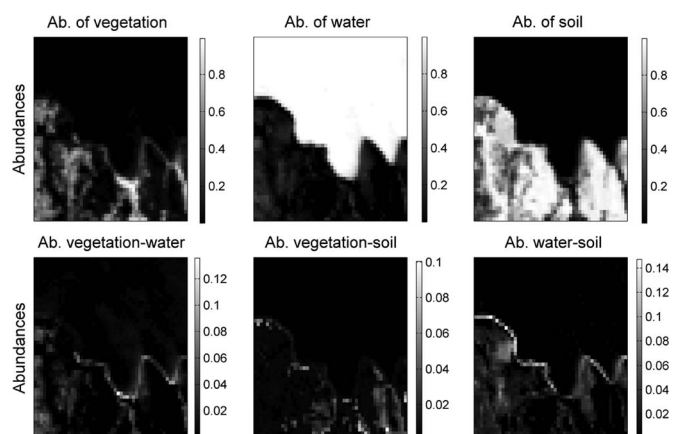 Ab. of vegetation Ab. of water Ab. of soil
Abundances
0.8 0.8 0.8
0.6 0.6 0.6
0.4 0.4 0.4
0.2 0.2 0.2
Ab. vegetation-water Ab. vegetation-soil Ab. water-soil
Abundances
0.12 0.1 0.14
0.10 0.08 0.12
0.08 0.06 0.1
0.06 0.04 0.08
0.04 0.02 0.06
0.02 0.04
0.02